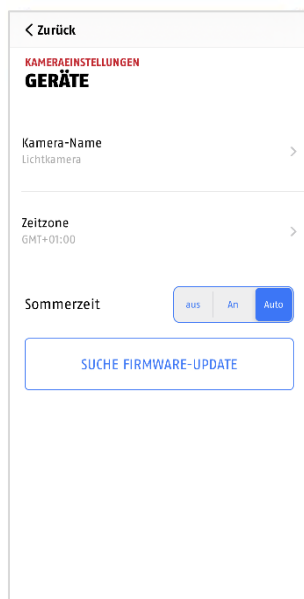 Zurück
KAMERAEINSTELLUNGEN
GERÄTE
Kamera-Name
Lichtkamera
Zeitzone
GMT+01:00
Sommerzeit aus An Auto
SUCHE FIRMWARE-UPDATE